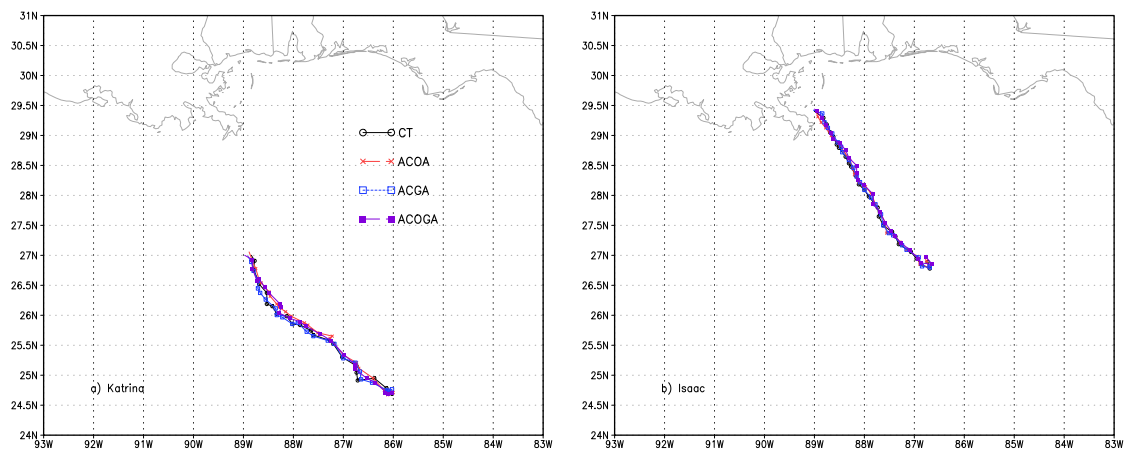 31N
30.5N
30N
29.5N
29N
28.5N
28N
27.5N
27N
26.5N
26N
25.5N
25N
24.5N
24N
93W 92W 91W 90W 89W 88W 87W 86W 85W 84W 83W
CT
ACOA
ACGA
ACOGA
a) Katrina
31N
30.5N
30N
29.5N
29N
28.5N
28N
27.5N
27N
26.5N
26N
25.5N
25N
24.5N
24N
93W 92W 91W 90W 89W 88W 87W 86W 85W 84W 83W
b) Isaac